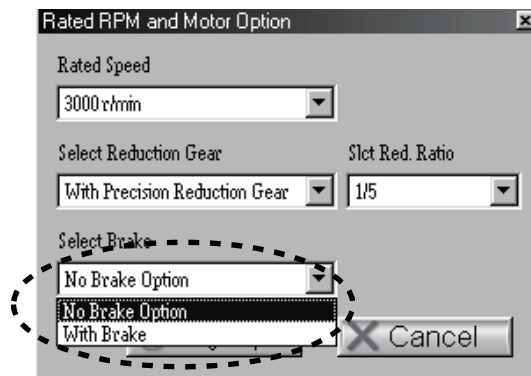 Rated RPM and Motor Option
Rated Speed
3000 r/min
Select Reduction Gear Slct Red. Ratio
With Precision Reduction Gear 1/5
Select Brake
No Brake Option
No Brake Option
With Brake
Cancel